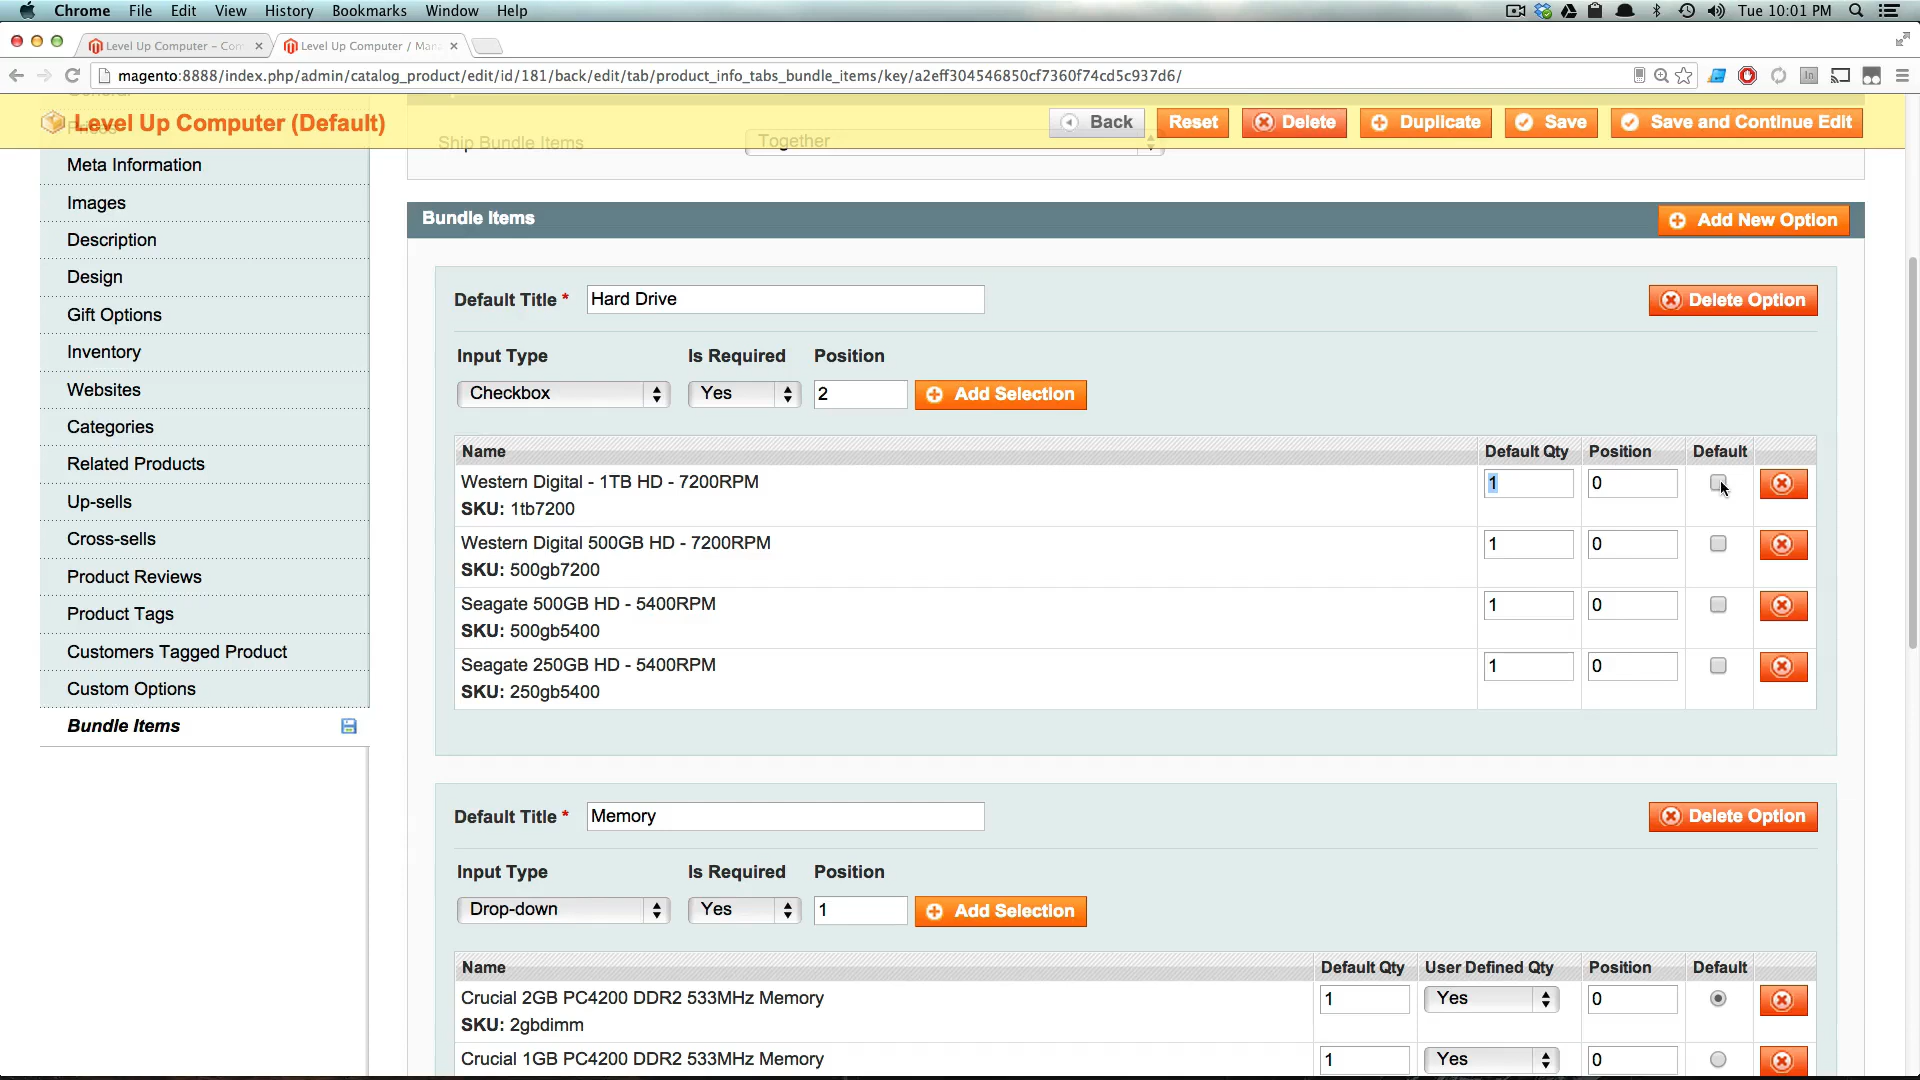 Chrome File Edit View History Bookmarks Window Help Tue 10:01 PM
Level Up Computer – Con
Level Up Computer / Mana
magento:8888/index.php/admin/catalog_product/edit/id/181/back/edit/tab/product_info_tabs_bundle_items/key/a2eff304546850cf7360f74cd5c937d6/
General
Prices
Level Up Computer (Default)
Back Reset Delete Duplicate Save Save and Continue Edit
Ship Bundle Items Together
Meta Information
Images
Description
Design
Gift Options
Inventory
Websites
Categories
Related Products
Up-sells
Cross-sells
Product Reviews
Product Tags
Customers Tagged Product
Custom Options
Bundle Items
Bundle Items Add New Option
Default Title * Hard Drive Delete Option
Input Type Is Required Position
Checkbox Yes 2 Add Selection
Name Default Qty Position Default
Western Digital - 1TB HD - 7200RPM 1 0
SKU: 1tb7200
Western Digital 500GB HD - 7200RPM 1 0
SKU: 500gb7200
Seagate 500GB HD - 5400RPM 1 0
SKU: 500gb5400
Seagate 250GB HD - 5400RPM 1 0
SKU: 250gb5400
Default Title * Memory Delete Option
Input Type Is Required Position
Drop-down Yes 1 Add Selection
Name Default Qty User Defined Qty Position Default
Crucial 2GB PC4200 DDR2 533MHz Memory 1 Yes 0
SKU: 2gbdimm
Crucial 1GB PC4200 DDR2 533MHz Memory 1 Yes 0